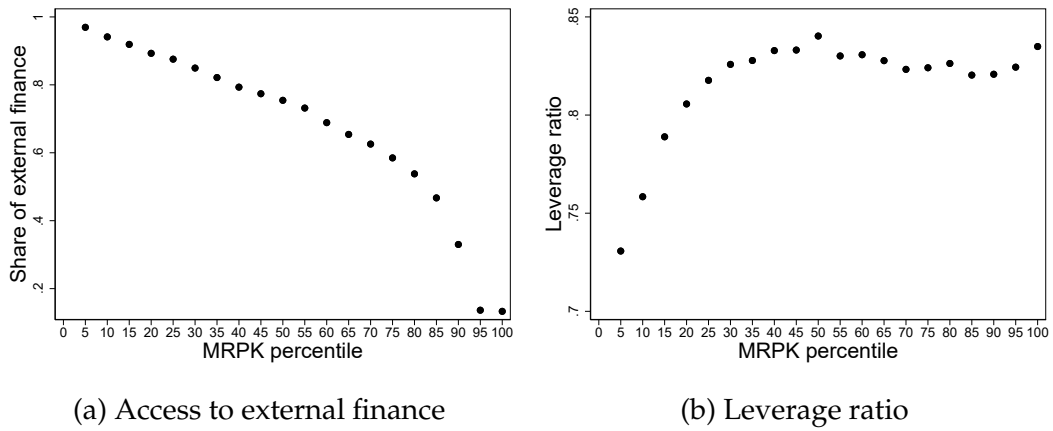 Share of external finance
1
.8
.6
.4
.2
0 5 10 15 20 25 30 35 40 45 50 55 60 65 70 75 80 85 90 95 100
MRPK percentile
(a) Access to external finance
Leverage ratio
.85
.8
.75
.7
0 5 10 15 20 25 30 35 40 45 50 55 60 65 70 75 80 85 90 95 100
MRPK percentile
(b) Leverage ratio